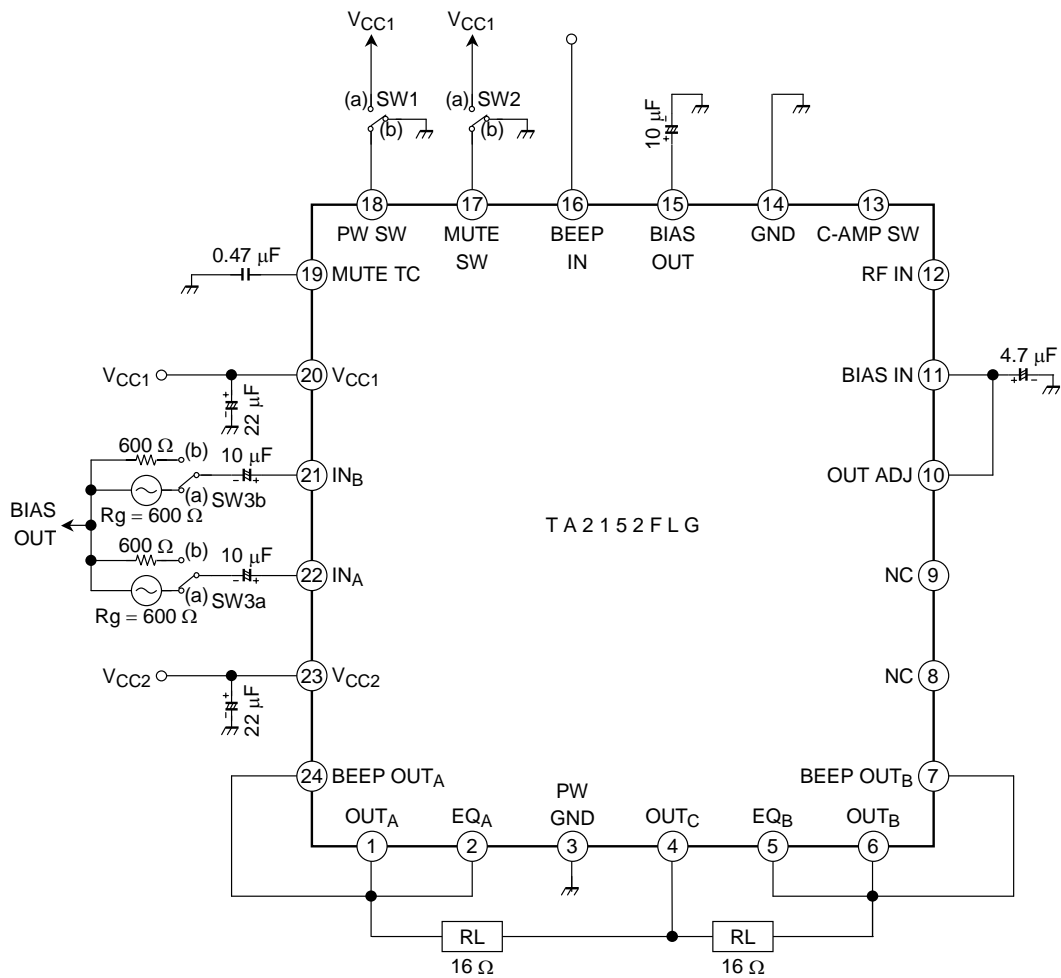 VCC1 VCC1
(a) SW1 (a) SW2
(b) (b)
10 μF
+ -
18 17 16 15 14 13
PW SW MUTE SW BEEP IN BIAS OUT GND C-AMP SW
0.47 μF
19 MUTE TC
RF IN 12
VCC1 20 VCC1
+ - 22 μF
BIAS IN 11
4.7 μF
+ -
600 Ω (b) 10 μF
- +
21 INB
(a) SW3b
Rg = 600 Ω
OUT ADJ 10
BIAS OUT
TA2152FLG
600 Ω (b) 10 μF
- +
22 INA
(a) SW3a
Rg = 600 Ω
NC 9
VCC2 23 VCC2
+ - 22 μF
NC 8
24 BEEP OUTA
BEEP OUTB 7
OUTA EQA PW GND OUTC EQB OUTB
1 2 3 4 5 6
RL RL
16 Ω 16 Ω